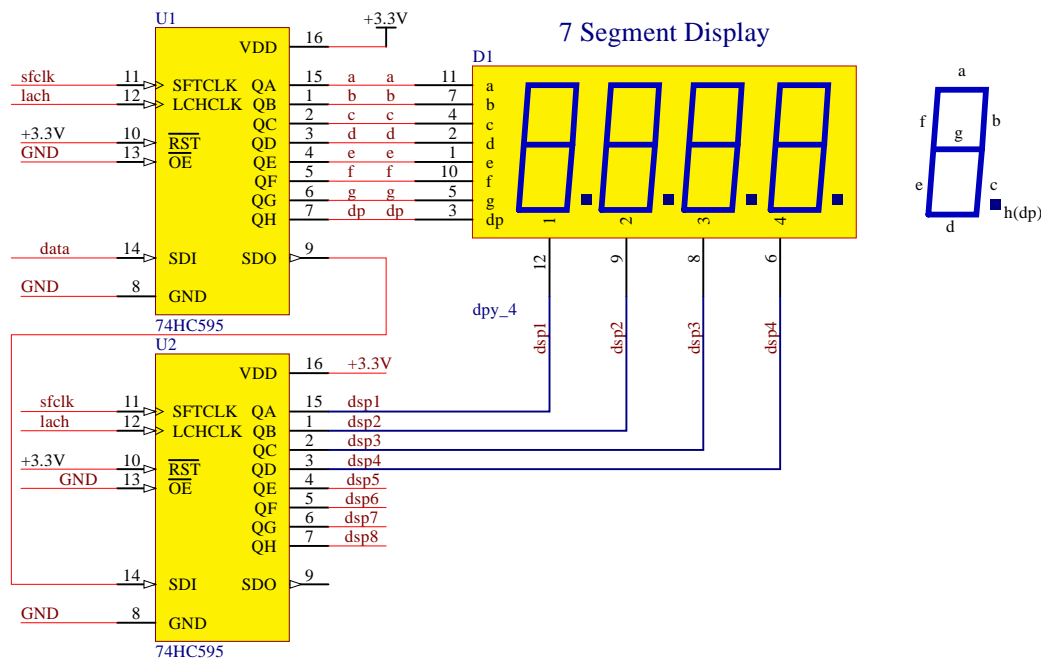 U1
+3.3V
7 Segment Display
16
VDD
D1
sfclk 11 SFTCLK QA 15 a a 11 a
lach 12 LCHCLK QB 1 b b 7 b
QC 2 c c 4 c
+3.3V 10 RST QD 3 d d 2 d
GND 13 OE QE 4 e e 1 e
QF 5 f f 10 f
QG 6 g g 5 g
QH 7 dp dp 3 dp
1 2 3 4
a
f b
g
e c
h(dp)
d
data 14 SDI SDO 9
12 9 8 6
GND 8 GND
dpy_4
dsp1 dsp2 dsp3 dsp4
74HC595
U2
16 +3.3V
VDD
sfclk 11 SFTCLK QA 15 dsp1
lach 12 LCHCLK QB 1 dsp2
QC 2 dsp3
+3.3V 10 RST QD 3 dsp4
GND 13 OE QE 4 dsp5
QF 5 dsp6
QG 6 dsp7
QH 7 dsp8
14 SDI SDO 9
GND 8 GND
74HC595